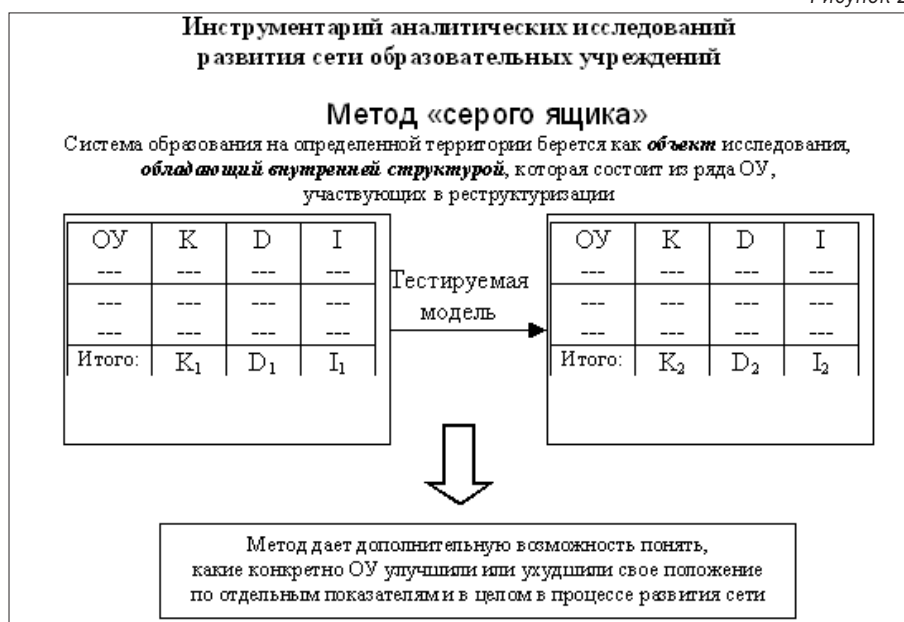 Рисунок 2
Инструментарий аналитических исследований
развития сети образовательных учреждений
Метод «серого ящика»
Система образования на определенной территории берется как объект исследования,
обладающий внутренней структурой, которая состоит из ряда ОУ,
участвующих в реструктуризации
ОУ K D I
--- --- --- ---
--- --- --- ---
--- --- --- ---
Итого: K₁ D₁ I₁
Тестируемая
модель
ОУ K D I
--- --- --- ---
--- --- --- ---
--- --- --- ---
Итого: K₂ D₂ I₂
Метод дает дополнительную возможность понять,
какие конкретно ОУ улучшили или ухудшили свое положение
по отдельным показателям и в целом в процессе развития сети